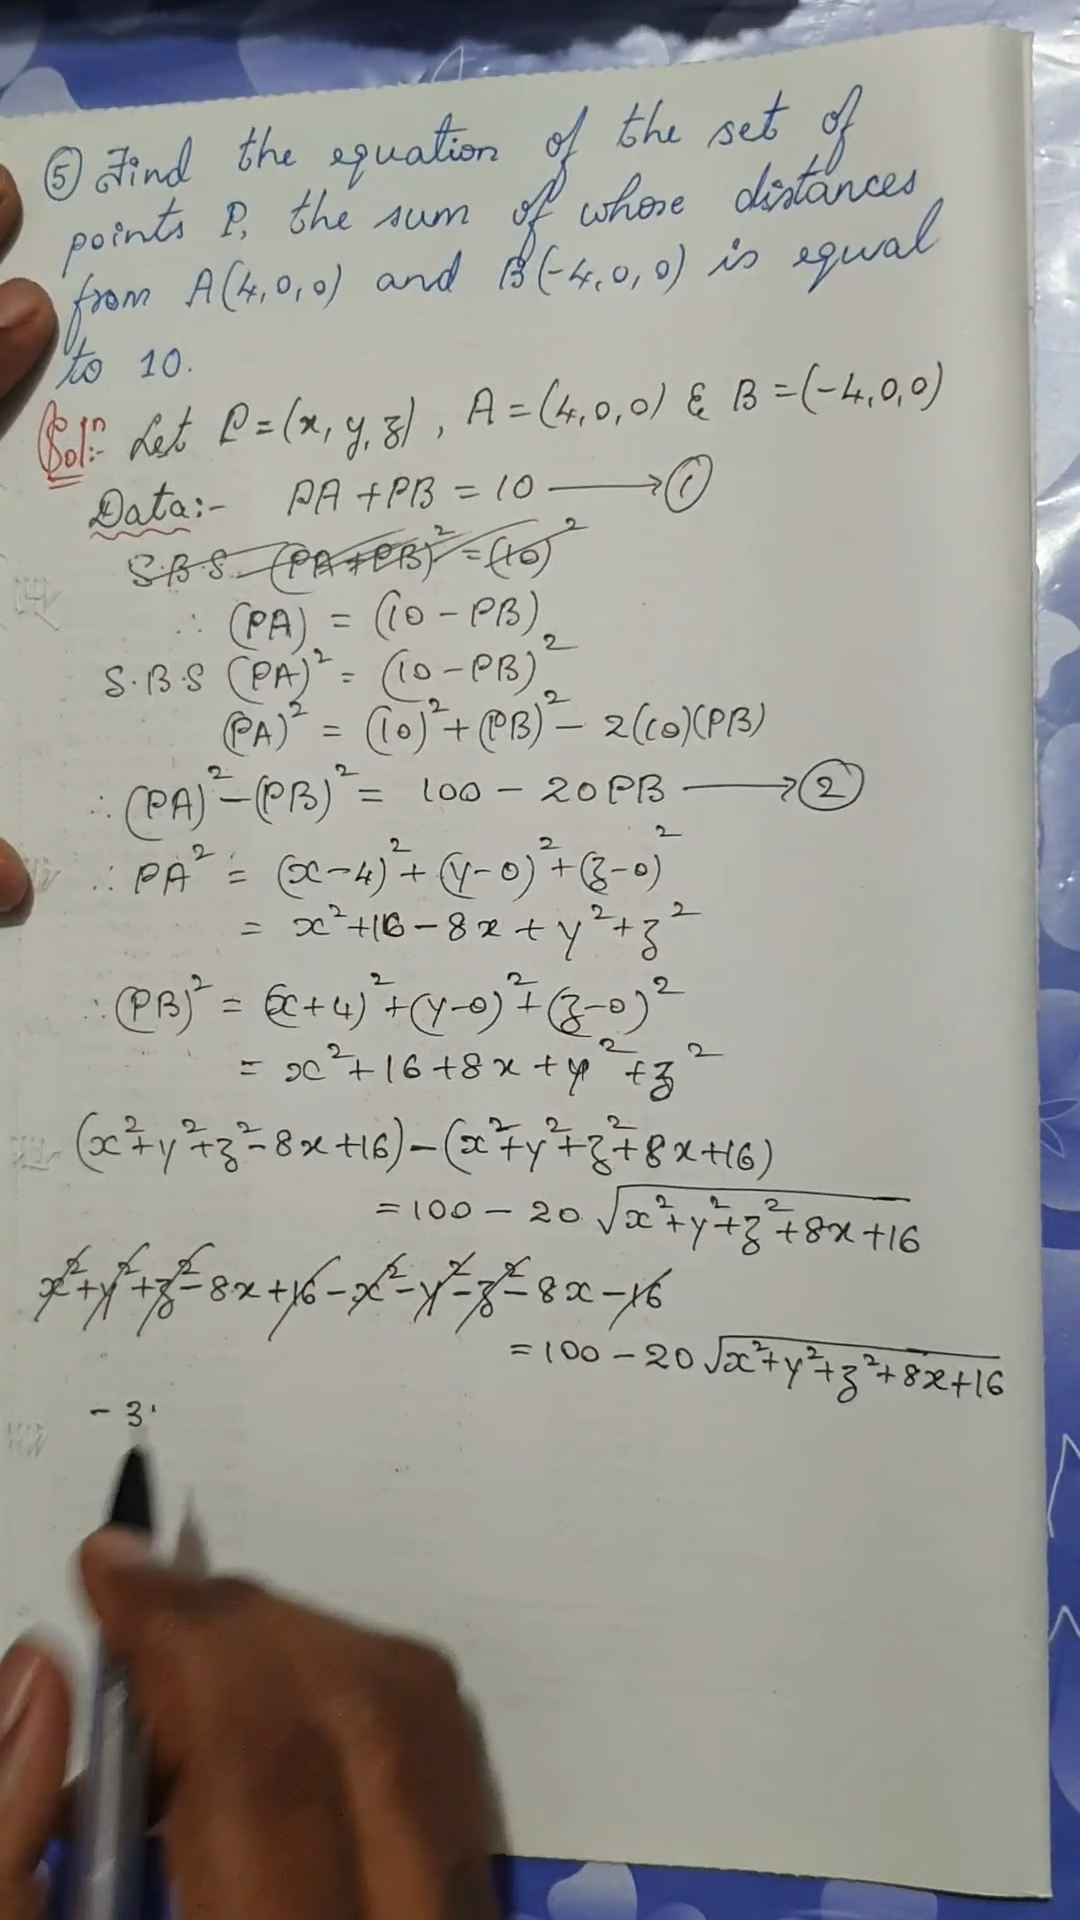 ⑤ Find the equation of the set of
points P, the sum of whose distances
from A(4,0,0) and B(-4,0,0) is equal
to 10.
Solⁿ:- Let P=(x, y, z), A=(4,0,0) & B=(-4,0,0)
Data:- PA+PB = 10 ⟶ ①
S.B.S. (PA+PB)² = (10)²
∴ (PA) = (10-PB)
S.B.S (PA)² = (10-PB)²
(PA)² = (10)²+(PB)²- 2(10)(PB)
∴ (PA)²-(PB)² = 100 - 20PB ⟶ ②
∴ PA² = (x-4)²+(y-0)²+(z-0)²
= x²+16-8x+y²+z²
∴ (PB)² = (x+4)²+(y-0)²+(z-0)²
= x²+16+8x+y²+z²
(x²+y²+z²-8x+16)-(x²+y²+z²+8x+16)
=100-20√x²+y²+z²+8x+16
x²+y²+z²-8x+16-x²-y²-z²-8x-16
=100-20√x²+y²+z²+8x+16
- 3